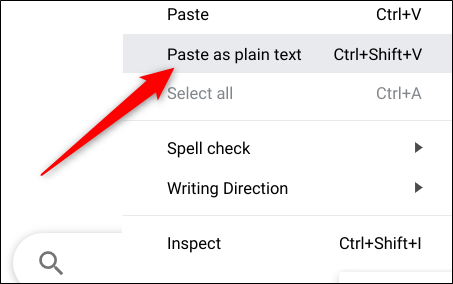 Paste Ctrl+V
Paste as plain text Ctrl+Shift+V
Select all Ctrl+A
Spell check
Writing Direction
Inspect Ctrl+Shift+I